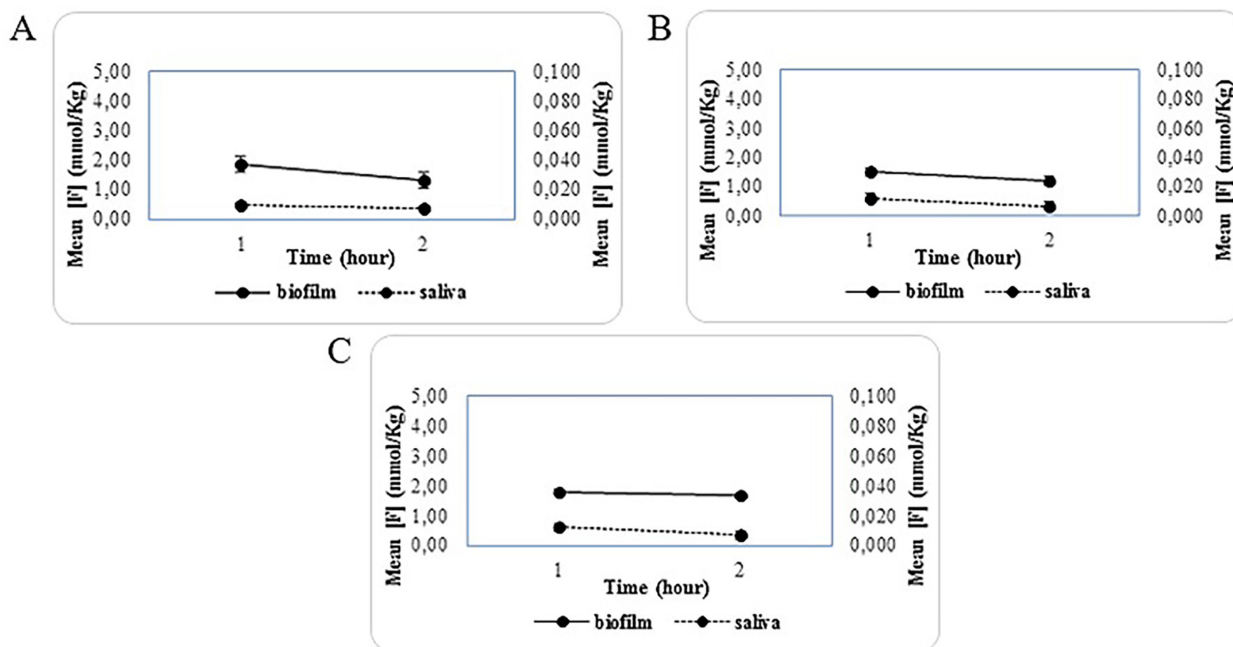 A
Mean [F] (mmol/Kg)
5,00
4,00
3,00
2,00
1,00
0,00
0,100
0,080
0,060
0,040
0,020
0,000
Mean [F] (mmol/Kg)
1 2
Time (hour)
biofilm saliva
B
Mean [F] (mmol/Kg)
5,00
4,00
3,00
2,00
1,00
0,00
0,100
0,080
0,060
0,040
0,020
0,000
Mean [F] (mmol/Kg)
1 2
Time (hour)
biofilm saliva
C
Mean [F] (mmol/Kg)
5,00
4,00
3,00
2,00
1,00
0,00
0,100
0,080
0,060
0,040
0,020
0,000
Mean [F] (mmol/Kg)
1 2
Time (hour)
biofilm saliva